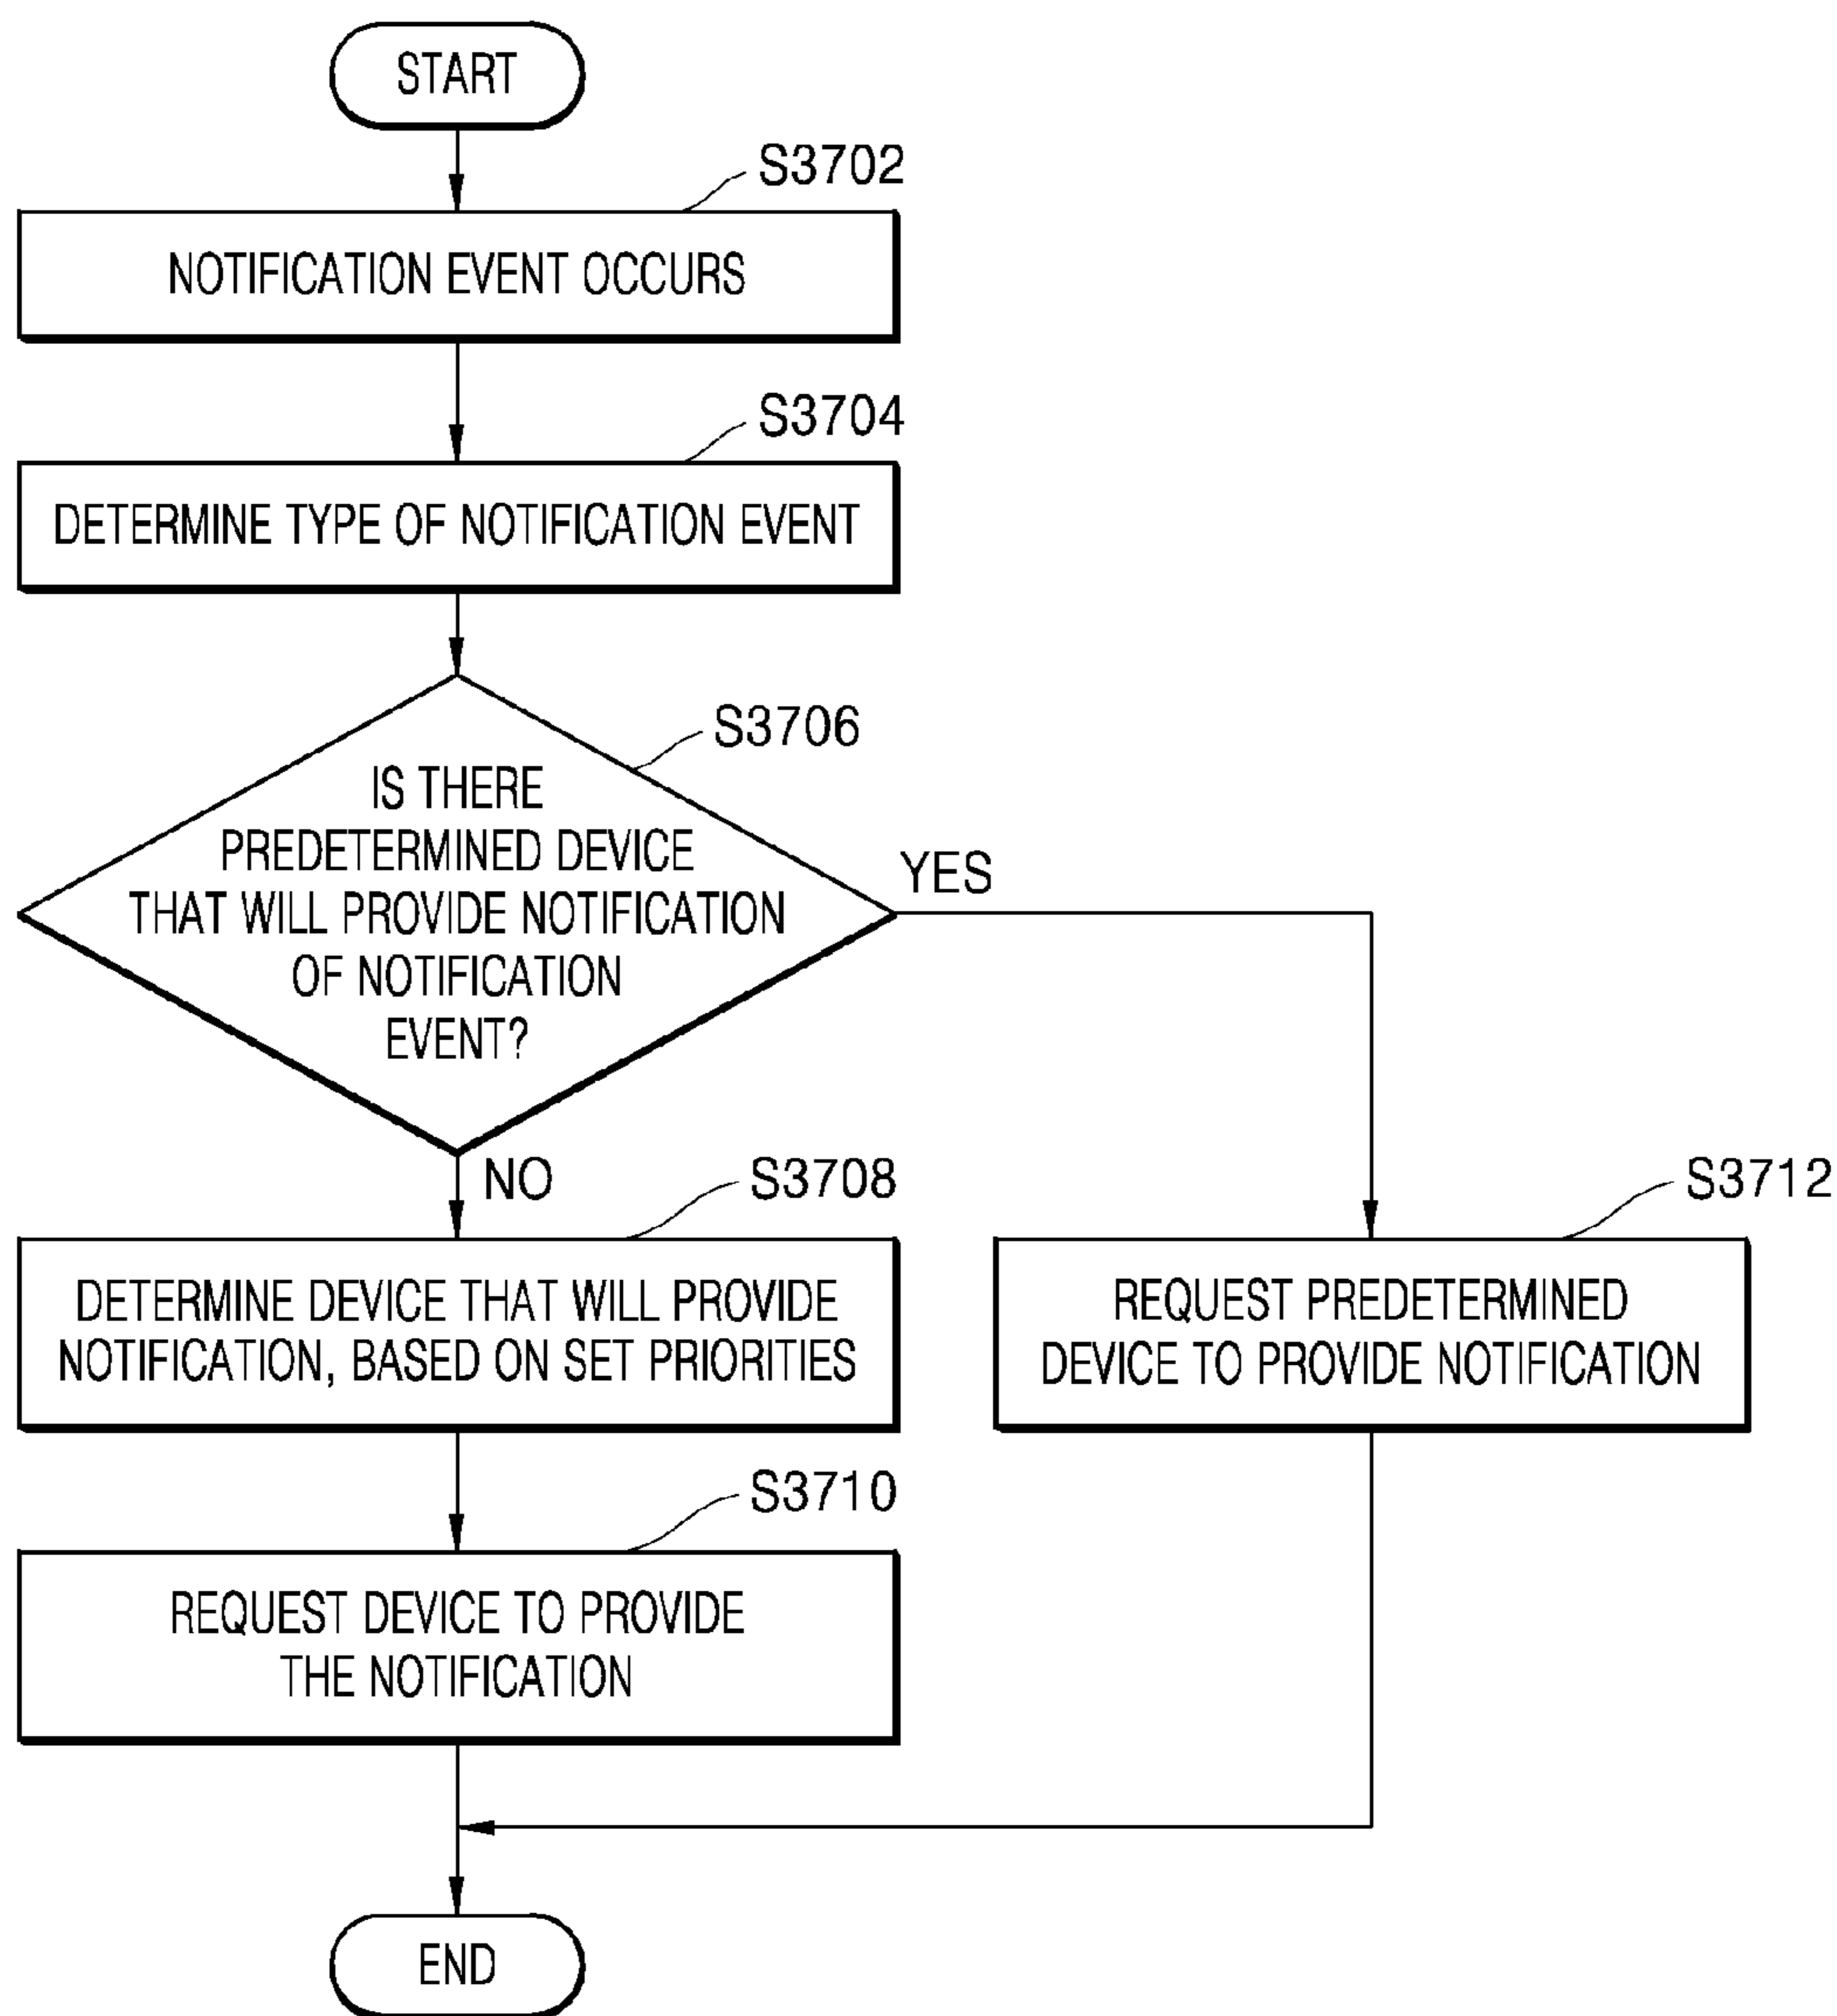 START
S3702
NOTIFICATION EVENT OCCURS
S3704
DETERMINE TYPE OF NOTIFICATION EVENT
S3706
IS THERE
PREDETERMINED DEVICE
THAT WILL PROVIDE NOTIFICATION
OF NOTIFICATION
EVENT?
YES
NO
S3708
DETERMINE DEVICE THAT WILL PROVIDE
NOTIFICATION, BASED ON SET PRIORITIES
S3712
REQUEST PREDETERMINED
DEVICE TO PROVIDE NOTIFICATION
S3710
REQUEST DEVICE TO PROVIDE
THE NOTIFICATION
END